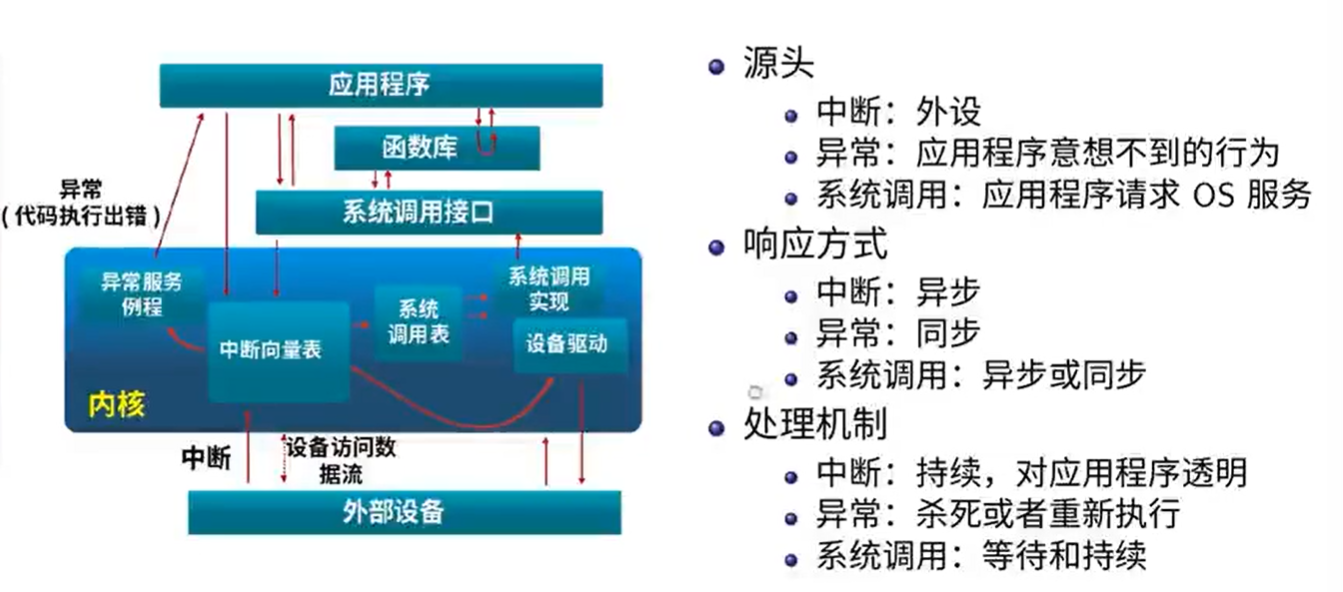 应用程序
函数库
异常
( 代码执行出错 )
系统调用接口
异常服务
例程
中断向量表
系统
调用表
系统调用
实现
设备驱动
内核
中断
设备访问数
据流
外部设备
源头
中断：外设
异常：应用程序意想不到的行为
系统调用：应用程序请求 OS 服务
响应方式
中断：异步
异常：同步
系统调用：异步或同步
处理机制
中断：持续，对应用程序透明
异常：杀死或者重新执行
系统调用：等待和持续